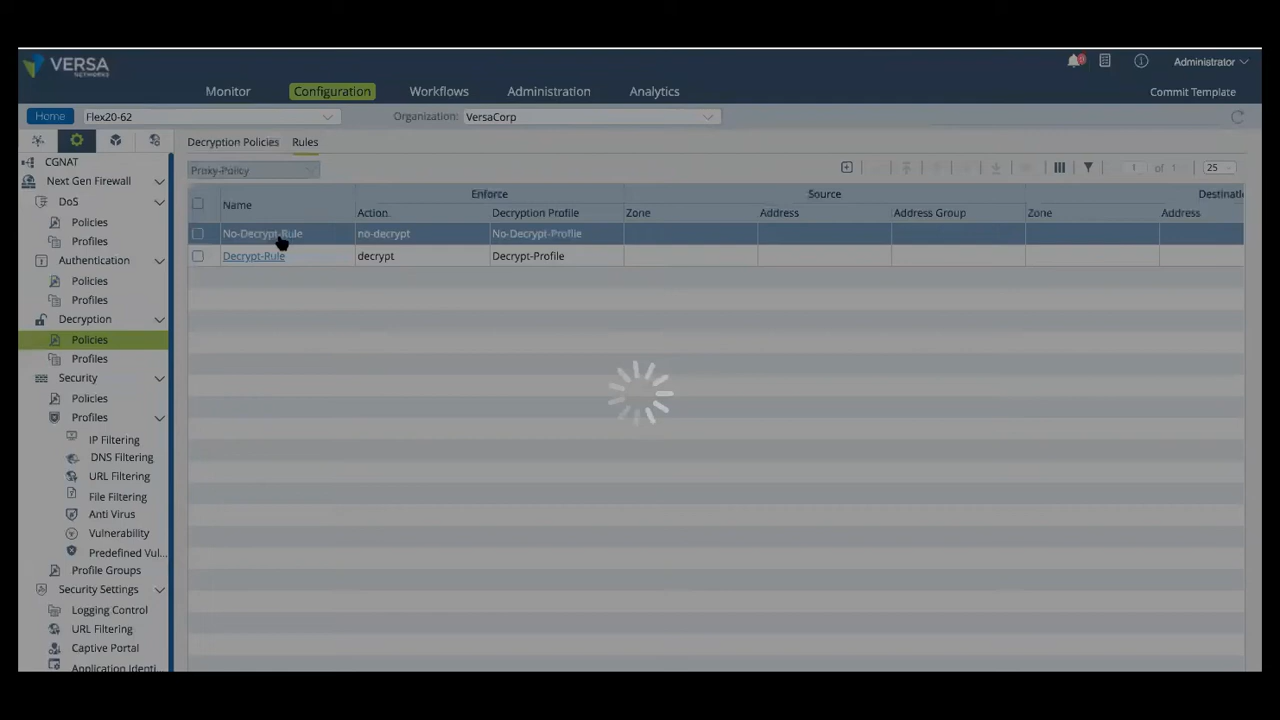 VERSA
NETWORKS
Administrator
Monitor
Configuration
Workflows
Administration
Analytics
Commit Template
Home
Flex20-62
Organization:
VersaCorp
CGNAT
Next Gen Firewall
DoS
Policies
Profiles
Authentication
Policies
Profiles
Decryption
Policies
Profiles
Security
Policies
Profiles
IP Filtering
DNS Filtering
URL Filtering
File Filtering
Anti Virus
Vulnerability
Predefined Vul...
Profile Groups
Security Settings
Logging Control
URL Filtering
Captive Portal
Application Identi...
Decryption Policies
Rules
Proxy-Policy
1 of 1
25
Enforce Source Destinatio
Name Action Decryption Profile Zone Address Address Group Zone Address
No-Decrypt-Rule no-decrypt No-Decrypt-Profile
Decrypt-Rule decrypt Decrypt-Profile